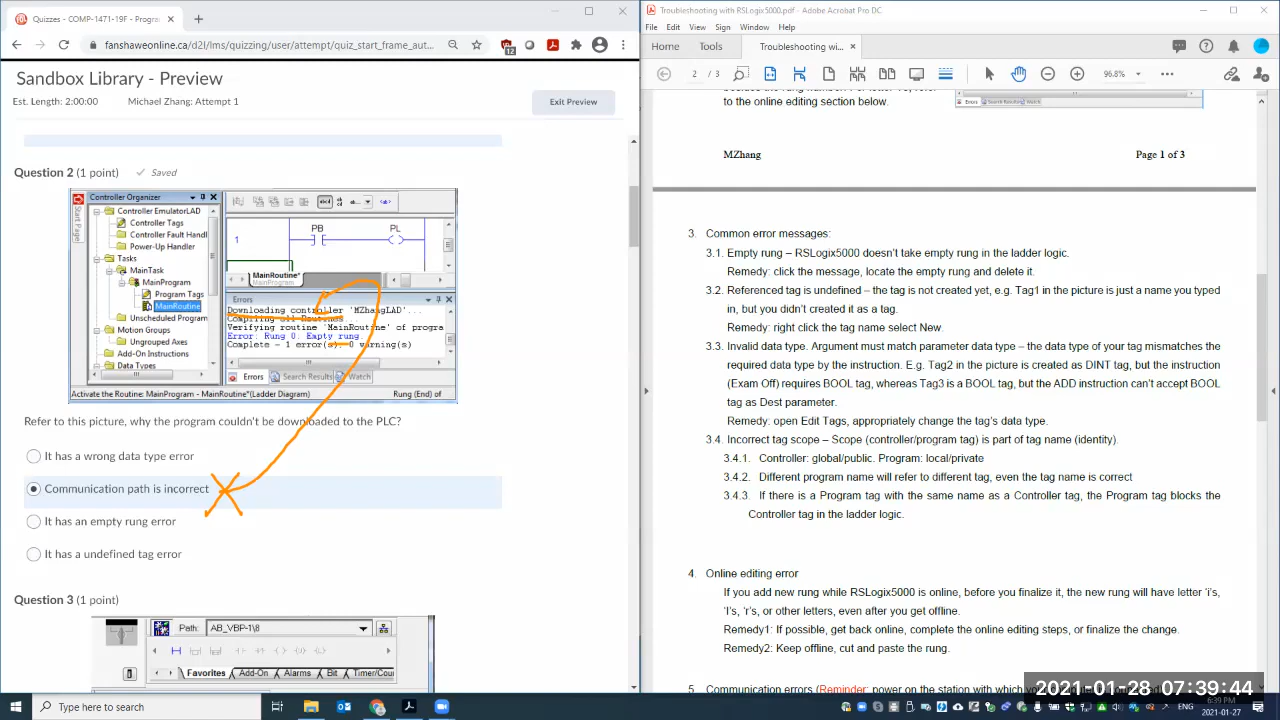 Quizzes - COMP-1471-19F - Progra
fanshaweonline.ca/d2l/lms/quizzing/user/attempt/quiz_start_frame_aut...
12
Sandbox Library - Preview
Est. Length: 2:00:00 Michael Zhang: Attempt 1
Exit Preview
Question 2 (1 point) Saved
Start Page
Controller Organizer
Controller EmulatorLAD
Controller Tags
Controller Fault Handl
Power-Up Handler
Tasks
MainTask
MainProgram
Program Tags
MainRoutine
Unscheduled Program
Motion Groups
Ungrouped Axes
Add-On Instructions
Data Types
PB PL
1
MainRoutine*
MainProgram
Errors
Downloading controller 'MZhangLAD'...
Compiling all Routines
Verifying routine 'MainRoutine' of progra
Error: Rung 0, Empty rung.
Complete - 1 error(s), 0 warning(s)
Errors Search Results Watch
Activate the Routine: MainProgram - MainRoutine*(Ladder Diagram) Rung (End) of
Refer to this picture, why the program couldn't be downloaded to the PLC?
It has a wrong data type error
Communication path is incorrect
It has an empty rung error
It has a undefined tag error
Question 3 (1 point)
Path: AB_VBP-1\8
Favorites Add-On Alarms Bit Timer/Cou
Troubleshooting with RSLogix5000.pdf - Adobe Acrobat Pro DC
File Edit View Sign Window Help
Home Tools Troubleshooting wi...
2 / 3 96.8%
to the online editing section below.
Errors Search Results Watch
MZhang Page 1 of 3
3. Common error messages:
3.1. Empty rung – RSLogix5000 doesn't take empty rung in the ladder logic.
Remedy: click the message, locate the empty rung and delete it.
3.2. Referenced tag is undefined – the tag is not created yet, e.g. Tag1 in the picture is just a name you typed
in, but you didn't created it as a tag.
Remedy: right click the tag name select New.
3.3. Invalid data type. Argument must match parameter data type – the data type of your tag mismatches the
required data type by the instruction. E.g. Tag2 in the picture is created as DINT tag, but the instruction
(Exam Off) requires BOOL tag, whereas Tag3 is a BOOL tag, but the ADD instruction can't accept BOOL
tag as Dest parameter.
Remedy: open Edit Tags, appropriately change the tag's data type.
3.4. Incorrect tag scope – Scope (controller/program tag) is part of tag name (identity).
3.4.1. Controller: global/public. Program: local/private
3.4.2. Different program name will refer to different tag, even the tag name is correct
3.4.3. If there is a Program tag with the same name as a Controller tag, the Program tag blocks the
Controller tag in the ladder logic.
4. Online editing error
If you add new rung while RSLogix5000 is online, before you finalize it, the new rung will have letter 'i's,
'I's, 'r's, or other letters, even after you get offline.
Remedy1: If possible, get back online, complete the online editing steps, or finalize the change.
Remedy2: Keep offline, cut and paste the rung.
5. Communication errors (Reminder: power on the station with which
2021-01-28 07:39:44
Type here to search
ENG
6:39 PM
2021-01-27